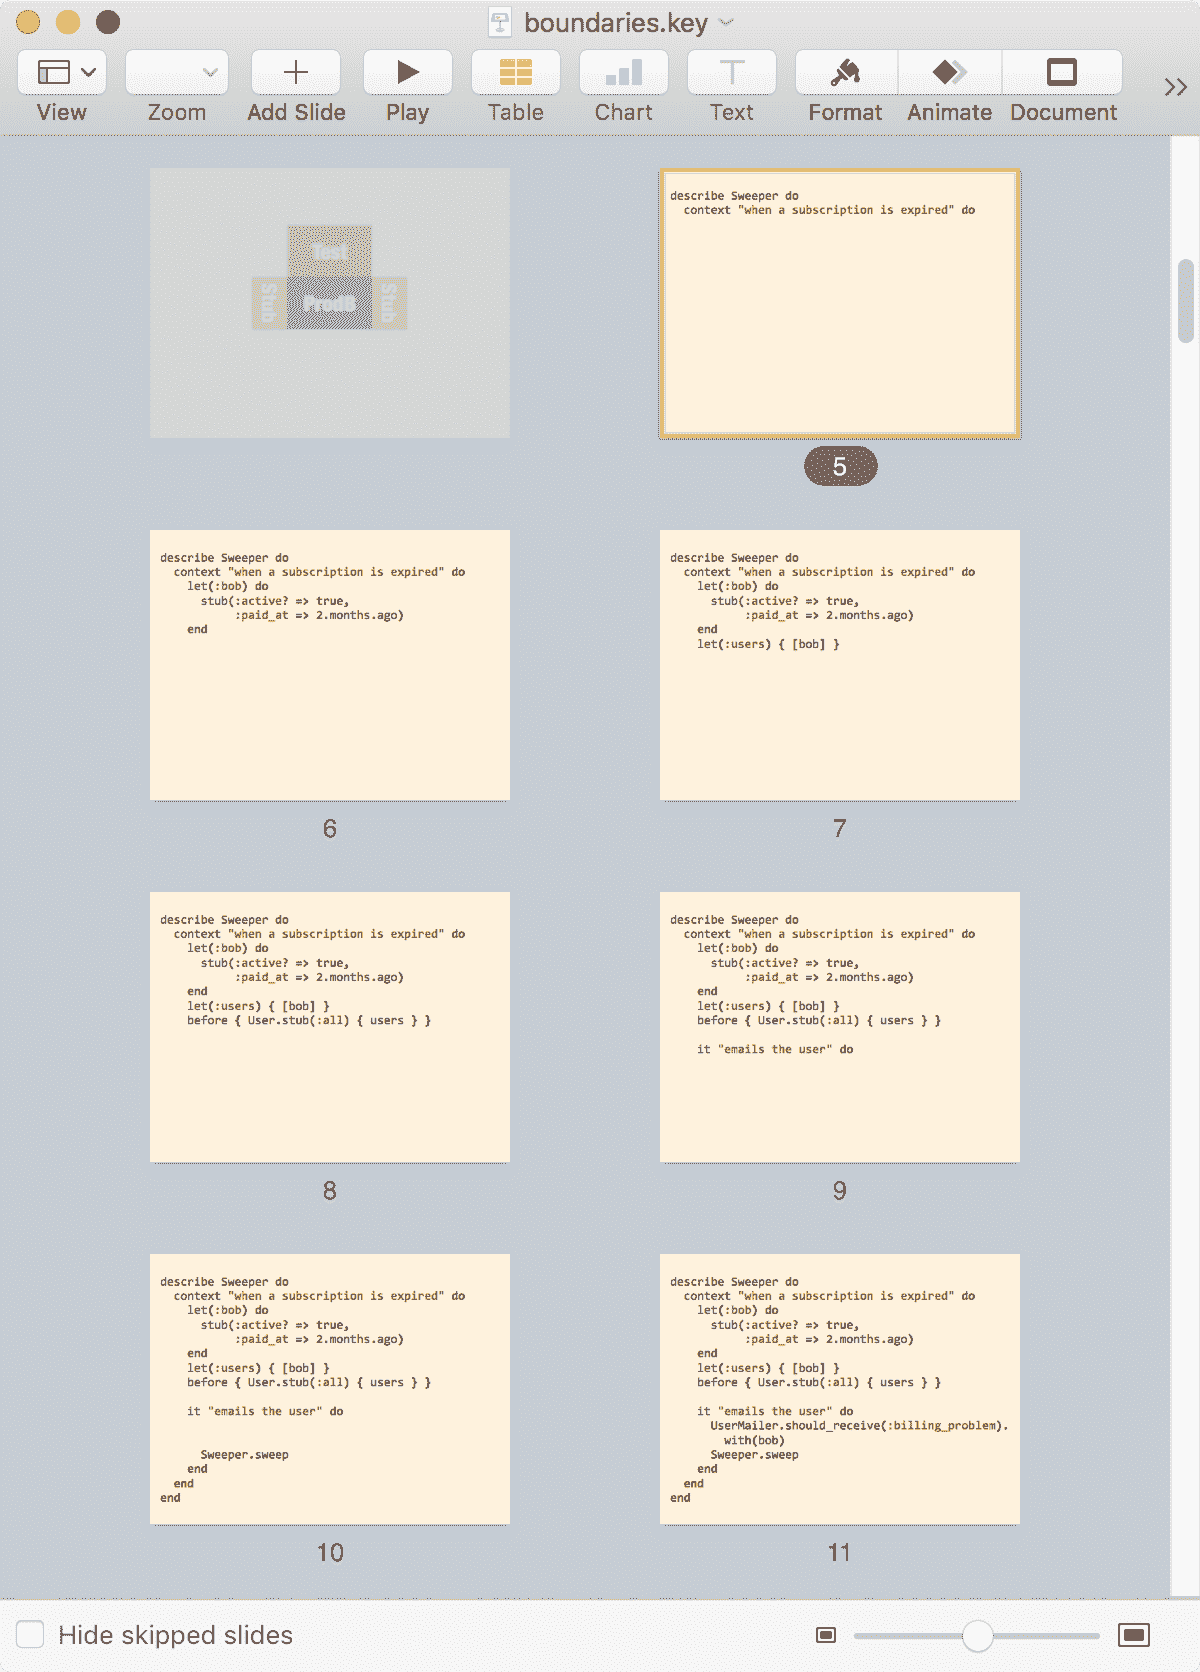 boundaries.key
View
Zoom
Add Slide
Play
Table
Chart
Text
Format
Animate
Document
Test
Stub
ProdB
Stub
describe Sweeper do
context "when a subscription is expired" do
5
describe Sweeper do
context "when a subscription is expired" do
let(:bob) do
stub(:active? => true,
:paid_at => 2.months.ago)
end
6
describe Sweeper do
context "when a subscription is expired" do
let(:bob) do
stub(:active? => true,
:paid_at => 2.months.ago)
end
let(:users) { [bob] }
7
describe Sweeper do
context "when a subscription is expired" do
let(:bob) do
stub(:active? => true,
:paid_at => 2.months.ago)
end
let(:users) { [bob] }
before { User.stub(:all) { users } }
8
describe Sweeper do
context "when a subscription is expired" do
let(:bob) do
stub(:active? => true,
:paid_at => 2.months.ago)
end
let(:users) { [bob] }
before { User.stub(:all) { users } }
it "emails the user" do
9
describe Sweeper do
context "when a subscription is expired" do
let(:bob) do
stub(:active? => true,
:paid_at => 2.months.ago)
end
let(:users) { [bob] }
before { User.stub(:all) { users } }
it "emails the user" do
Sweeper.sweep
end
end
end
10
describe Sweeper do
context "when a subscription is expired" do
let(:bob) do
stub(:active? => true,
:paid_at => 2.months.ago)
end
let(:users) { [bob] }
before { User.stub(:all) { users } }
it "emails the user" do
UserMailer.should_receive(:billing_problem).
with(bob)
Sweeper.sweep
end
end
end
11
Hide skipped slides